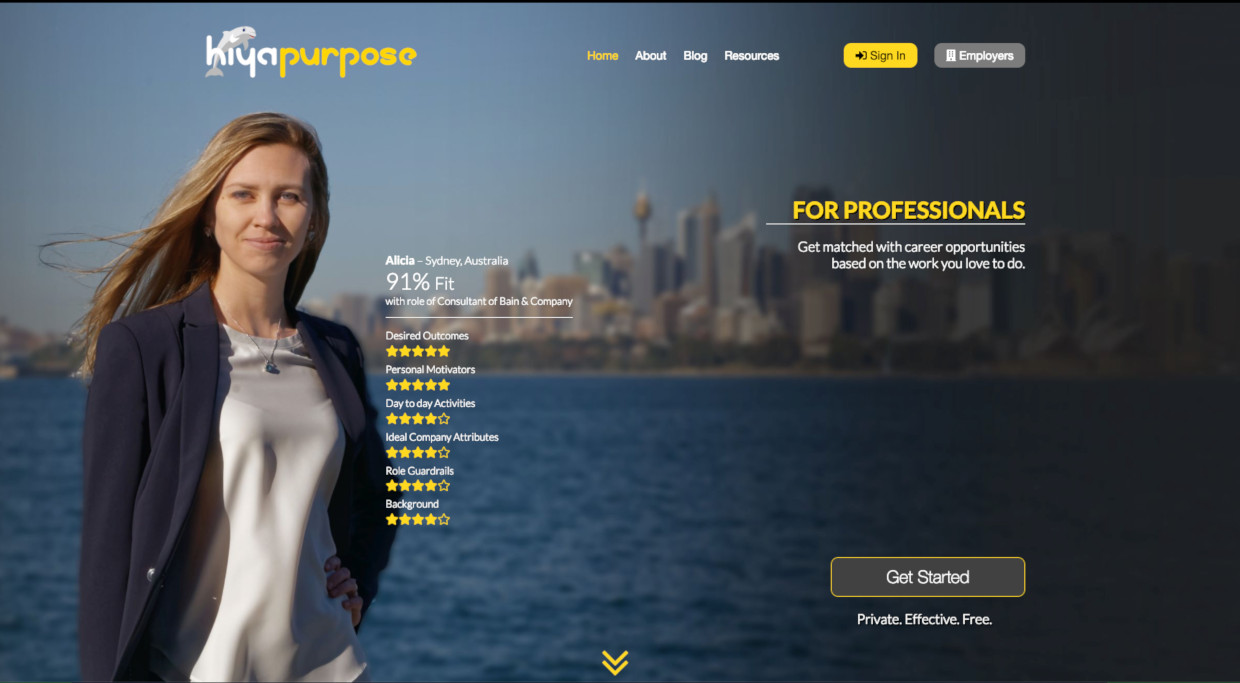 hiyapurpose
Home About Blog Resources Sign In Employers
FOR PROFESSIONALS
Get matched with career opportunities
based on the work you love to do.
Alicia – Sydney, Australia
91% Fit
with role of Consultant of Bain & Company
Desired Outcomes
Personal Motivators
Day to day Activities
Ideal Company Attributes
Role Guardrails
Background
Get Started
Private. Effective. Free.